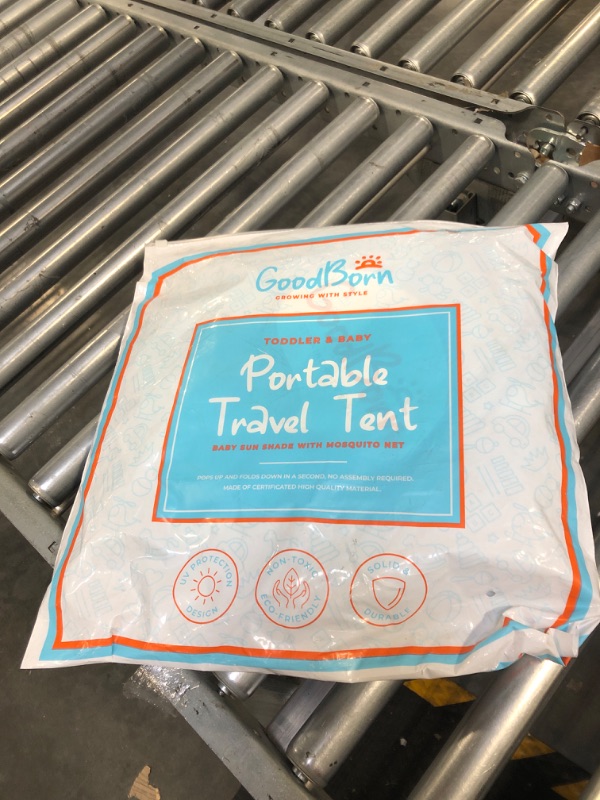 GoodBorn
GROWING WITH STYLE
TODDLER & BABY
Portable
Travel Tent
BABY SUN SHADE WITH MOSQUITO NET
POPS UP AND FOLDS DOWN IN A SECOND, NO ASSEMBLY REQUIRED.
MADE OF CERTIFICATED HIGH QUALITY MATERIAL.
UV PROTECTION
DESIGN
NON-TOXIC
ECO-FRIENDLY
SOLID &
DURABLE